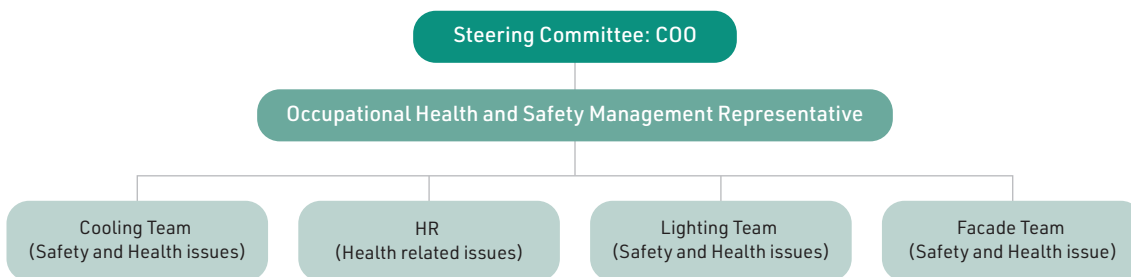 Steering Committee: COO
Occupational Health and Safety Management Representative
Cooling Team
(Safety and Health issues)
HR
(Health related issues)
Lighting Team
(Safety and Health issues)
Facade Team
(Safety and Health issue)